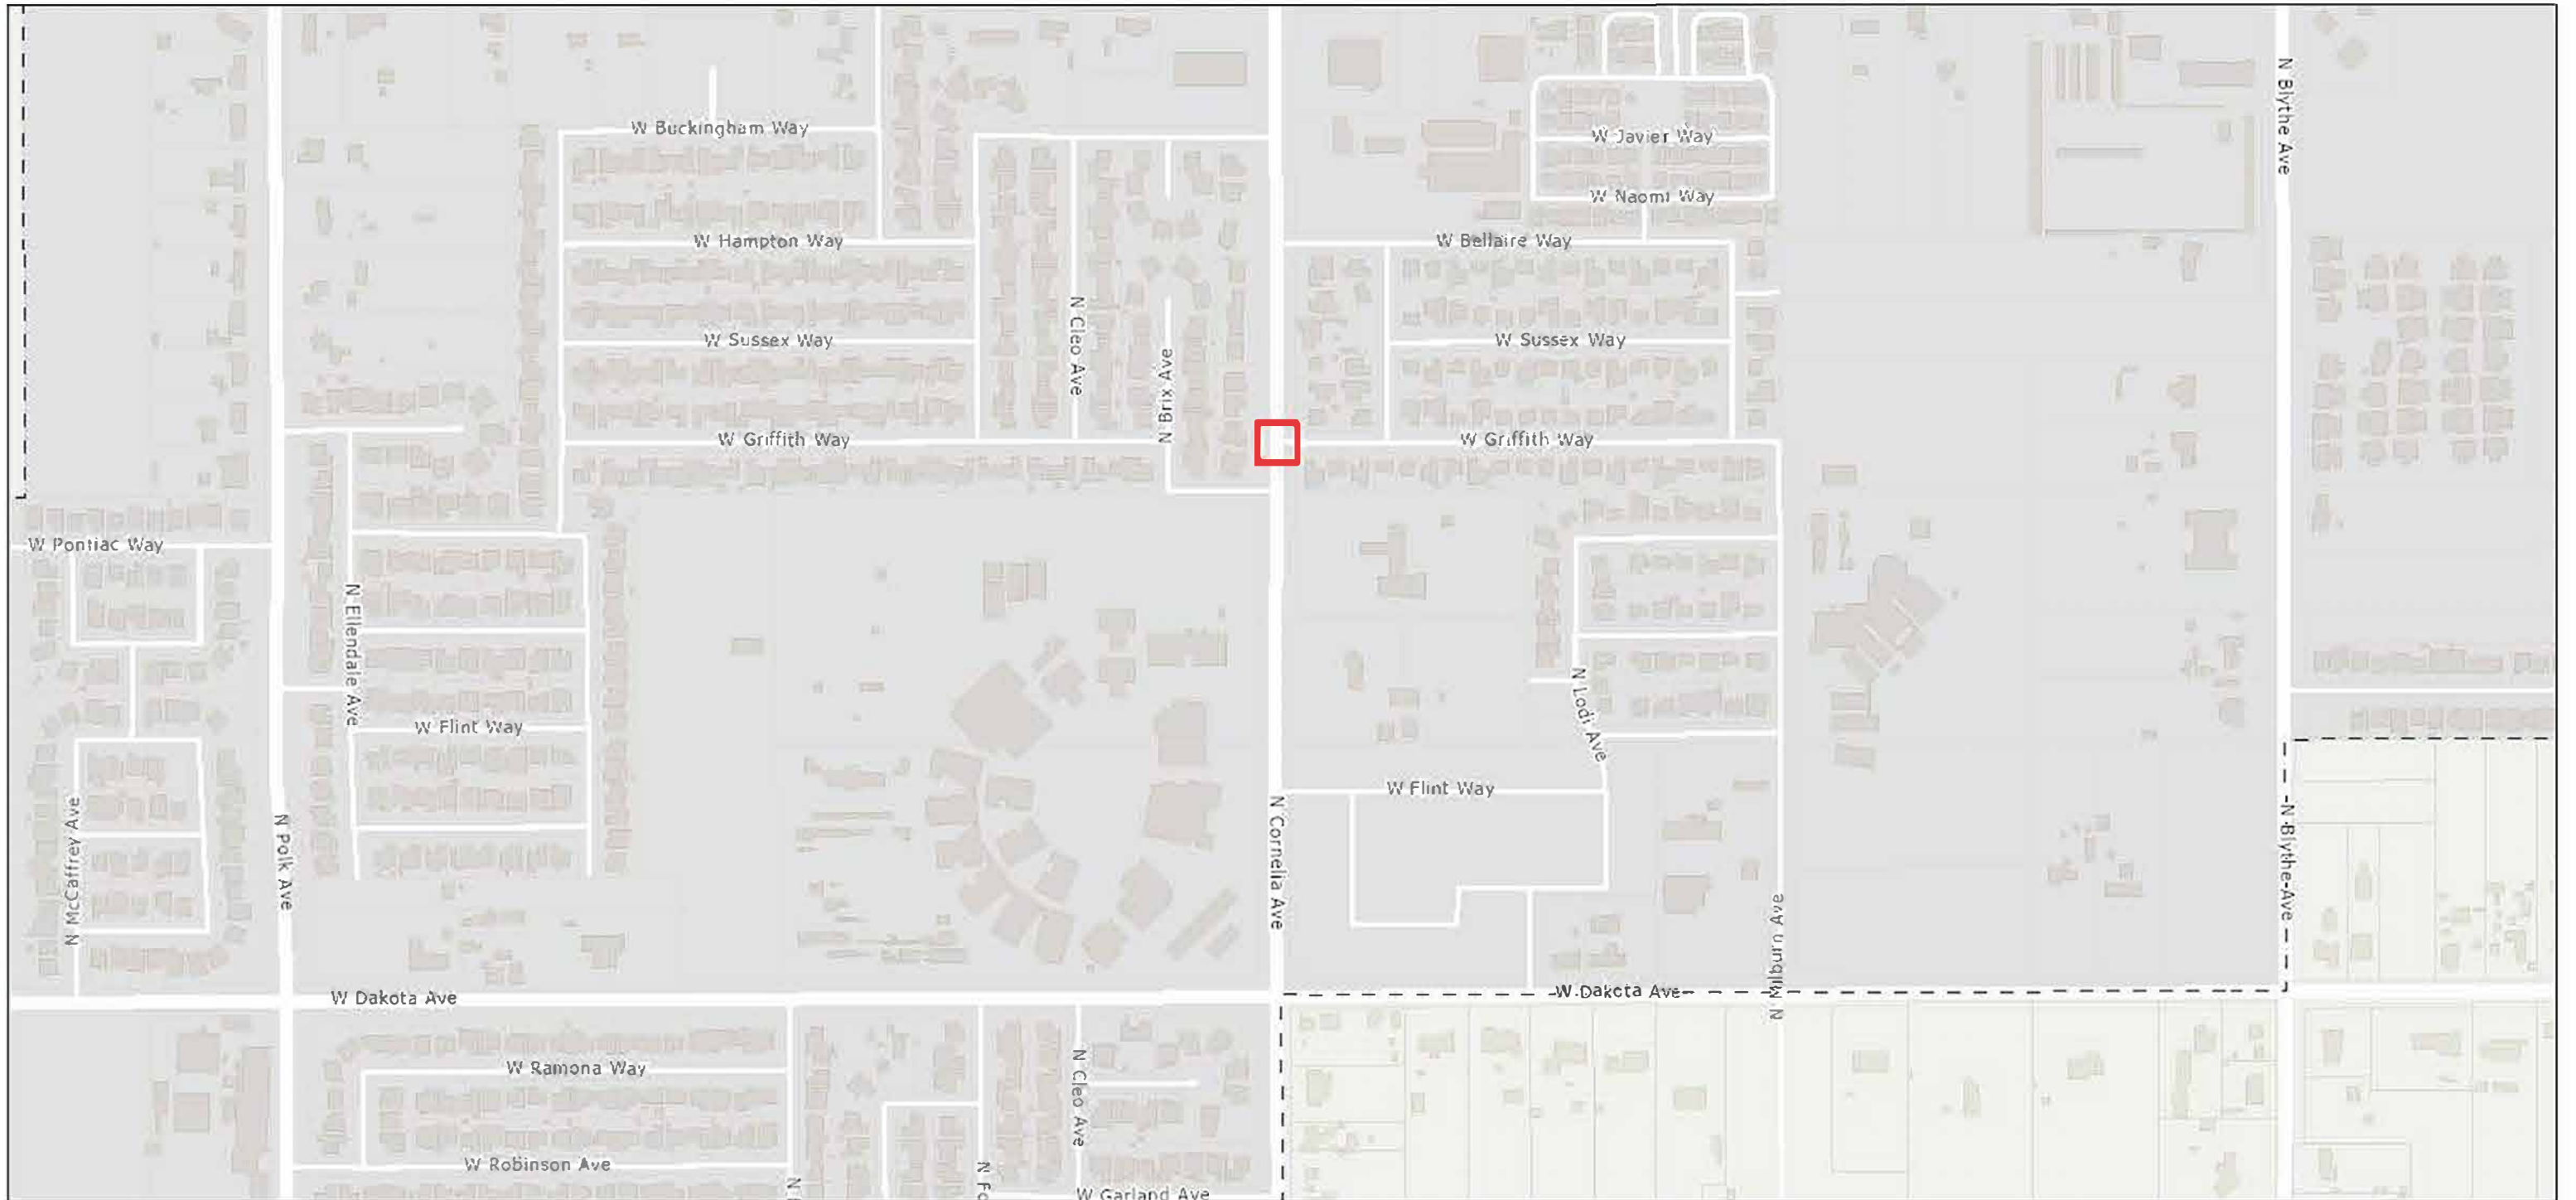 N Blythe Ave
W Buckingham Way
W Javier Way
W Naomi Way
W Hampton Way
W Bellaire Way
N Cleo Ave
W Sussex Way
W Sussex Way
N Brix Ave
W Griffith Way
W Griffith Way
W Pontiac Way
N Ellendale Ave
N Lodi Ave
W Flint Way
W Flint Way
N McCaffrey Ave
N Polk Ave
N Cornelia Ave
N Blythe Ave
N Milburn Ave
W Dakota Ave
W Dakota Ave
W Ramona Way
N Cleo Ave
W Robinson Ave
N Fo
N
W Garland Ave